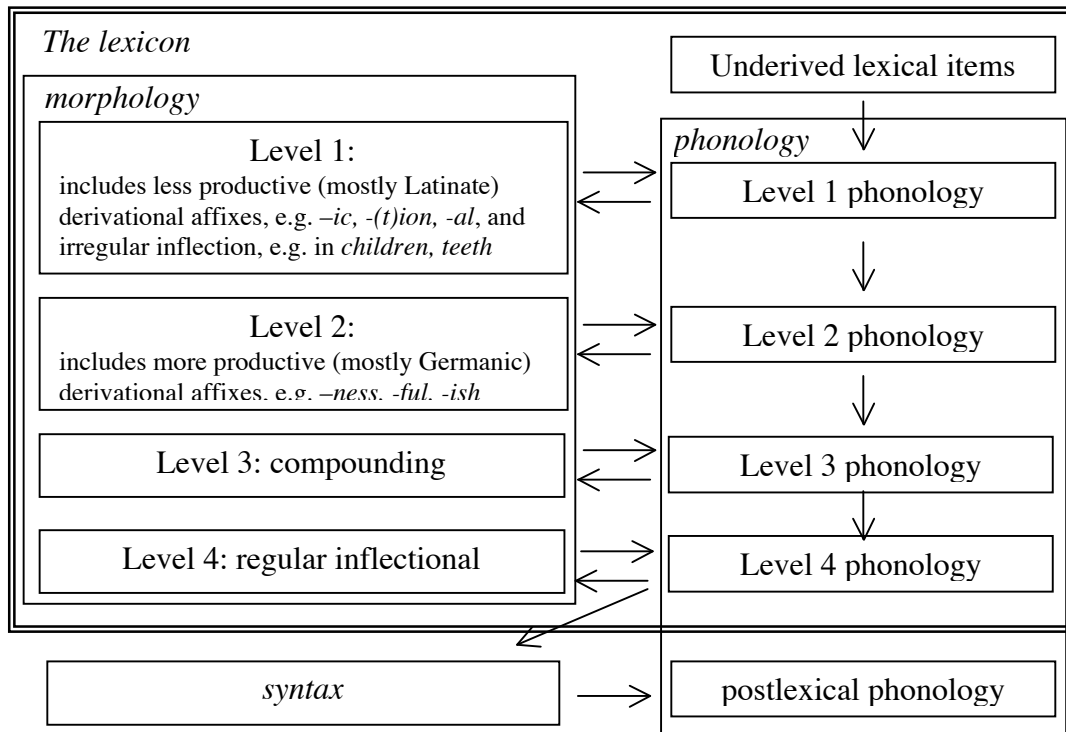 The lexicon
Underived lexical items
morphology
Level 1:
includes less productive (mostly Latinate)
derivational affixes, e.g. –ic, -(t)ion, -al, and
irregular inflection, e.g. in children, teeth
phonology
Level 1 phonology
Level 2:
includes more productive (mostly Germanic)
derivational affixes, e.g. –ness, -ful, -ish
Level 2 phonology
Level 3: compounding
Level 3 phonology
Level 4: regular inflectional
Level 4 phonology
syntax
postlexical phonology